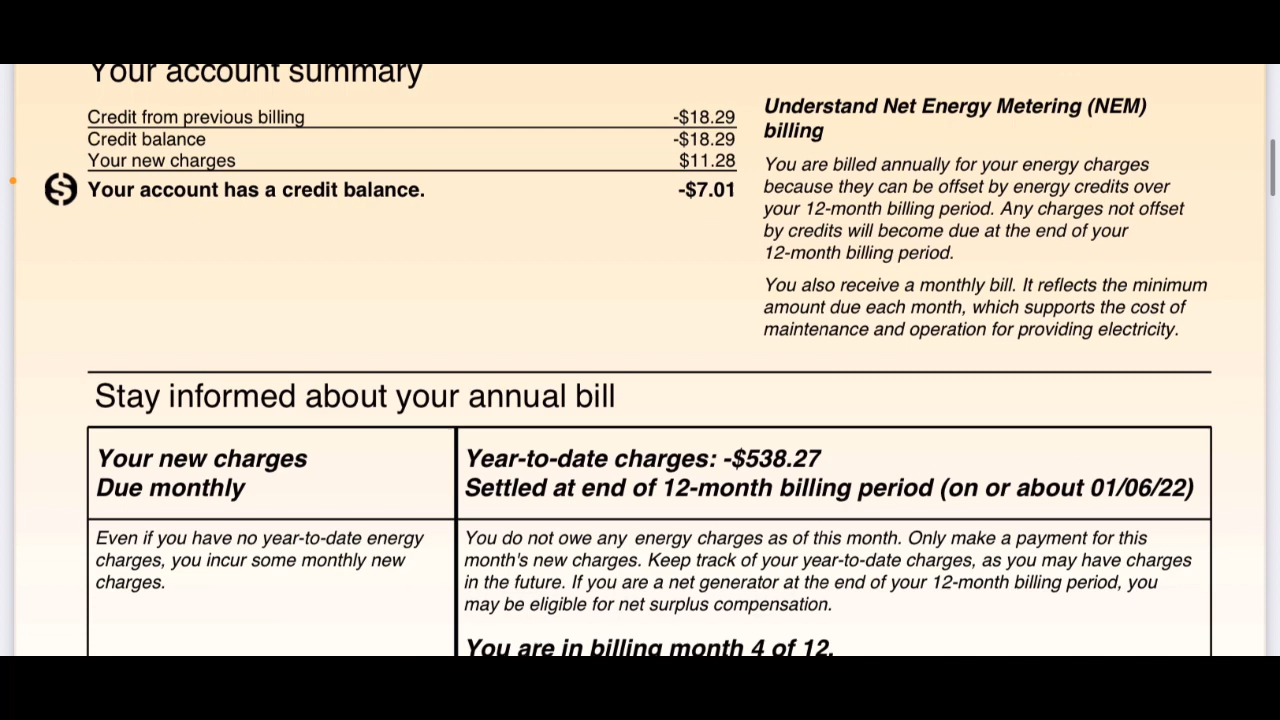 Your account summary
Credit from previous billing -$18.29
Credit balance -$18.29
Your new charges $11.28
Your account has a credit balance. -$7.01
Understand Net Energy Metering (NEM)
billing
You are billed annually for your energy charges
because they can be offset by energy credits over
your 12-month billing period. Any charges not offset
by credits will become due at the end of your
12-month billing period.
You also receive a monthly bill. It reflects the minimum
amount due each month, which supports the cost of
maintenance and operation for providing electricity.
Stay informed about your annual bill
Your new charges
Due monthly
Year-to-date charges: -$538.27
Settled at end of 12-month billing period (on or about 01/06/22)
Even if you have no year-to-date energy
charges, you incur some monthly new
charges.
You do not owe any energy charges as of this month. Only make a payment for this
month's new charges. Keep track of your year-to-date charges, as you may have charges
in the future. If you are a net generator at the end of your 12-month billing period, you
may be eligible for net surplus compensation.
You are in billing month 4 of 12.